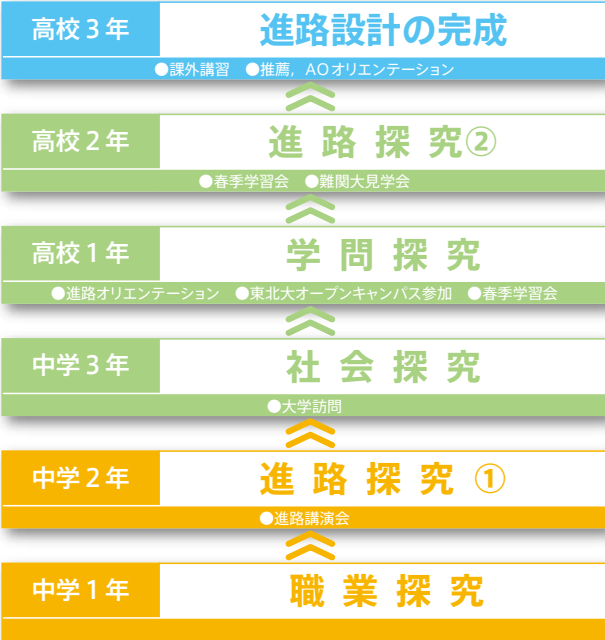 高校3年
進路設計の完成
●課外講習 ●推薦，AOオリエンテーション
高校2年
進路探究②
●春季学習会 ●難関大見学会
高校1年
学問探究
●進路オリエンテーション ●東北大オープンキャンパス参加 ●春季学習会
中学3年
社会探究
●大学訪問
中学2年
進路探究①
●進路講演会
中学1年
職業探究